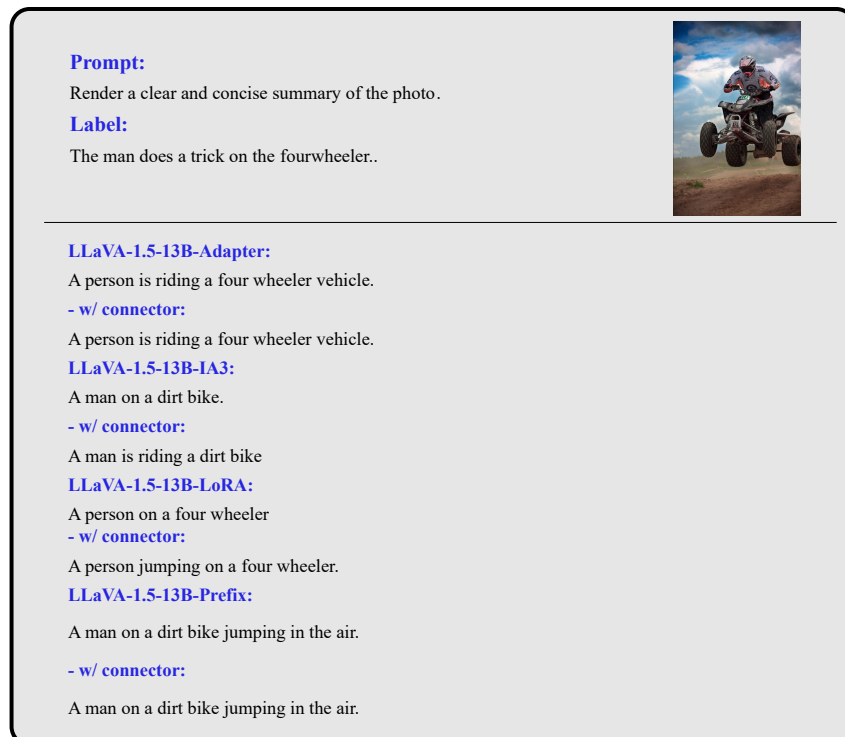 Prompt:
Render a clear and concise summary of the photo.
Label:
The man does a trick on the fourwheeler..
LLaVA-1.5-13B-Adapter:
A person is riding a four wheeler vehicle.
- w/ connector:
A person is riding a four wheeler vehicle.
LLaVA-1.5-13B-IA3:
A man on a dirt bike.
- w/ connector:
A man is riding a dirt bike
LLaVA-1.5-13B-LoRA:
A person on a four wheeler
- w/ connector:
A person jumping on a four wheeler.
LLaVA-1.5-13B-Prefix:
A man on a dirt bike jumping in the air.
- w/ connector:
A man on a dirt bike jumping in the air.